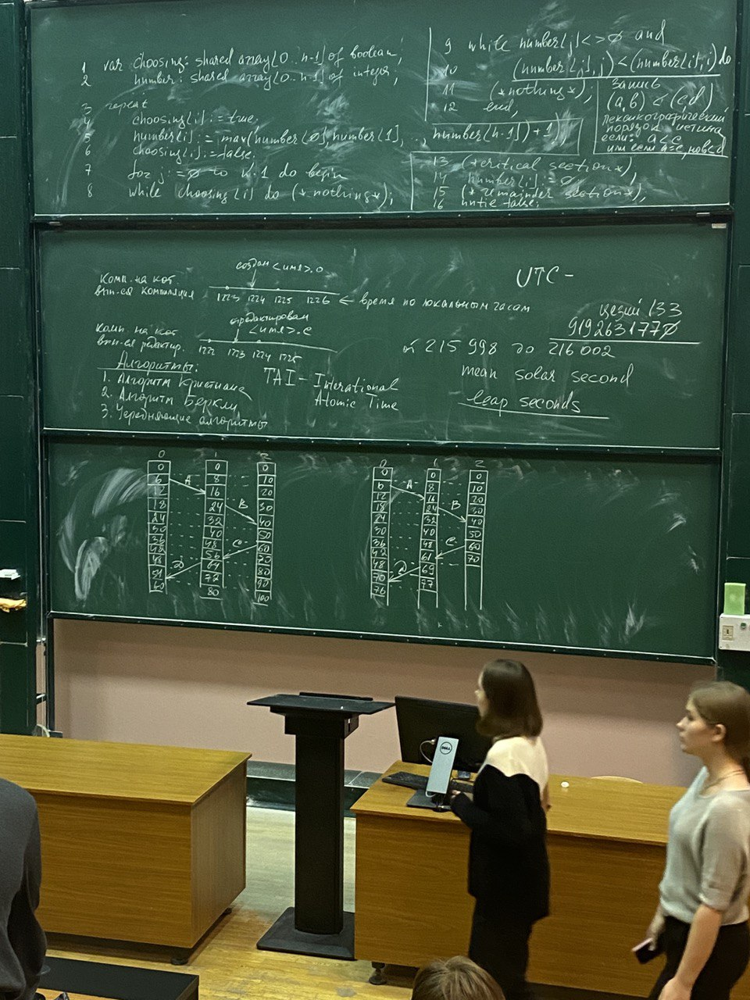 1 var choosing: shared array[0..n-1] of boolean;
2 number: shared array[0..n-1] of integer;
3 repeat
4 choosing[i]:=true;
5 number[i]:=max(number[0], number[1], .., number[n-1])+1;
6 choosing[i]:=false;
7 for j:=0 to n-1 do begin
8 while choosing[j] do (*nothing*);
9 while number[j]<>0 and
10 (number[j],j)<(number[i],i) do
11 (*nothing*);
12 end;
13 (*critical section*);
14 number[i]:=0;
15 (*remainder section*);
16 until false;
Запись
(a,b)<(c,d)
лексикографический
порядок истина
если: a<c
или если a=c, но b<d
создан <имя>.o
Комп. на кот.
вып-ся компиляция
1223 1224 1225 1226 ← время по локальным часам
отредактирован
<имя>.c
Комп. на кот
вып-ся редактир.
1222 1223 1224 1225
Алгоритмы:
1. Алгоритм Кристиана
2. Алгоритм Беркли
3. Усредняющие алгоритмы
TAI - Interational
Atomic Time
UTC -
цезий 133
9192631770
от 215 998 до 216 002
mean solar second
leap seconds
0 1 2
0 0 0
6 8 10
12 16 20
18 24 30
24 32 40
30 40 50
36 48 60
42 56 70
48 64 80
54 72 90
60 80 100
A
B
C
D
0 1 2
0 0 0
6 8 10
12 16 20
18 24 30
24 32 40
30 40 50
36 48 60
42 61 70
48 69
70 77
76
A
B
C
D
DELL